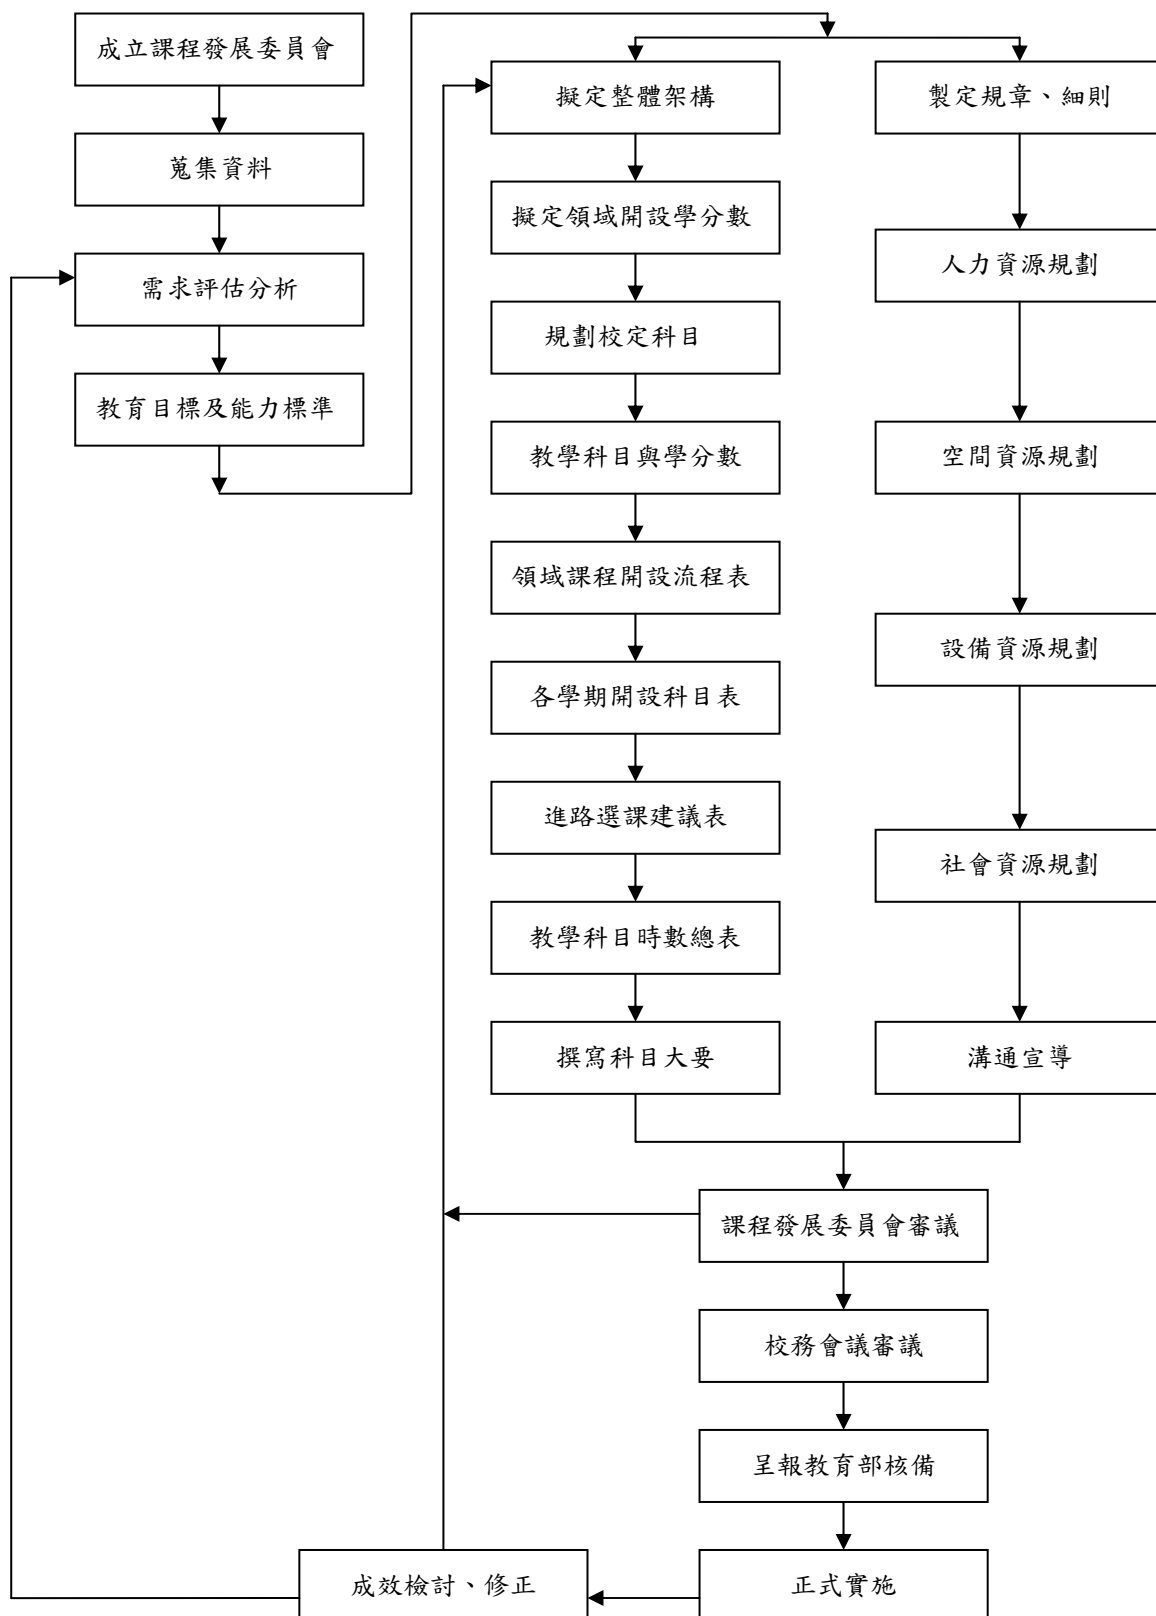 成立課程發展委員會
蒐集資料
需求評估分析
教育目標及能力標準
擬定整體架構
擬定領域開設學分數
規劃校定科目
教學科目與學分數
領域課程開設流程表
各學期開設科目表
進路選課建議表
教學科目時數總表
撰寫科目大要
製定規章、細則
人力資源規劃
空間資源規劃
設備資源規劃
社會資源規劃
溝通宣導
課程發展委員會審議
校務會議審議
呈報教育部核備
正式實施
成效檢討、修正